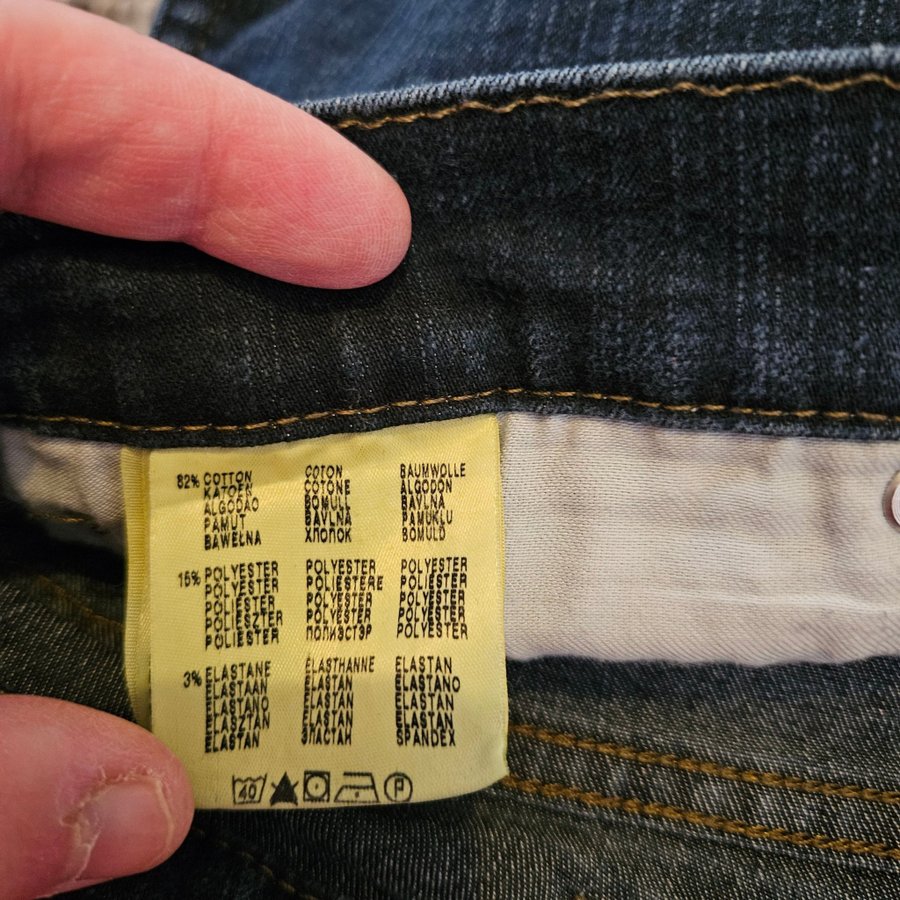 82% COTTON COTON BAUMWOLLE
KATOEN COTONE ALGODON
ALGODAO BOMULL BAVLNA
PAMUT BAVLNA PAMUKLU
BAWEŁNA ХЛОПОК BOMULD
15% POLYESTER POLYESTER POLYESTER
POLYESTER POLIESTERE POLIESTER
POLIESTER POLYESTER POLYESTER
POLIESZTER POLYESTER POLYESTER
POLIESTER ПОЛИЭСТЭР POLYESTER
3% ELASTANE ÉLASTHANNE ELASTAN
ELASTAAN ELASTAN ELASTANO
ELASTANO ELASTAN ELASTAN
ELASZTAN ELASTAN ELASTAN
ELASTAN ЭЛАСТАН SPANDEX
40 P